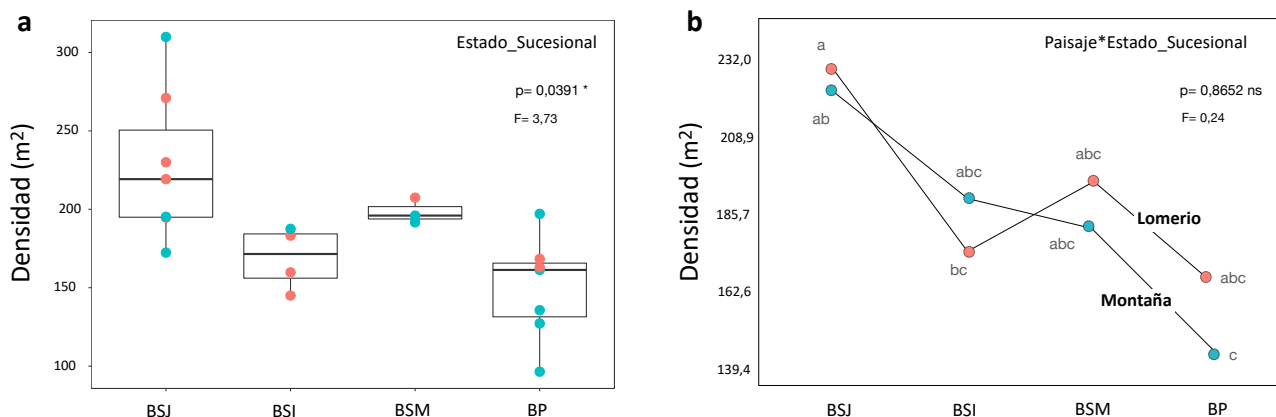 a
Estado_Sucesional
p= 0,0391 *
F= 3,73
Densidad (m²)
300
250
200
150
100
BSJ BSI BSM BP
b
Paisaje*Estado_Sucesional
p= 0,8652 ns
F= 0,24
Densidad (m²)
232,0
208,9
185,7
162,6
139,4
a
ab
abc
bc
abc
abc
Lomerio
abc
Montaña
c
BSJ BSI BSM BP